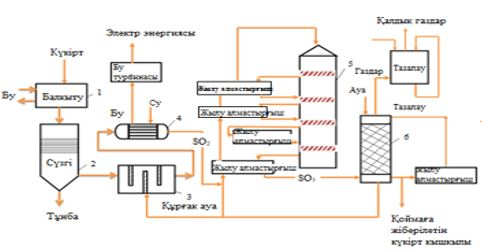 Электр энергиясы
Қалдық газдар
Күкірт
Бу
турбинасы
5
Газдар
Тазалау
Бу
Балқыту
1
Жылу алмастырғыш
Ауа
Бу
Су
Жылу алмастырғыш
Тазалау
4
Сүзгі
SO₂
Жылу
алмастырғыш
6
2
Жылу алмастырғыш
SO₃
Жылу
алмастырғыш
3
Тұнба
Құрғақ ауа
Қоймаға
жіберілетін
күкірт қышқылы